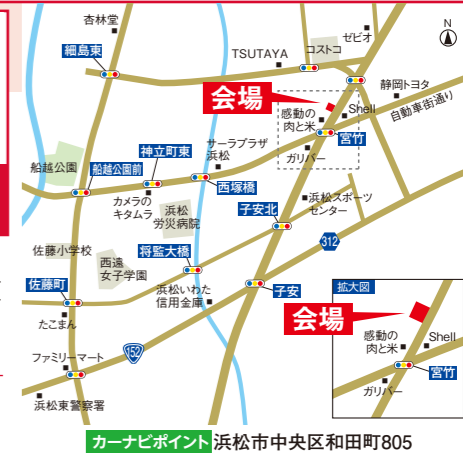 杏林堂
ゼビオ
N
細島東
TSUTAYA
コストコ
静岡トヨタ
自動車街通り
会場
感動の
肉と米
Shell
宮竹
ガリバー
サーラプラザ
浜松
神立町東
船越公園
船越公園前
西塚橋
カメラの
キタムラ
浜松
労災病院
浜松スポーツ
センター
子安北
312
佐藤小学校
西遠
女子学園
将監大橋
佐藤町
浜松いわた
信用金庫
子安
たこまん
152
ファミリーマート
浜松東警察署
拡大図
会場
感動の
肉と米
Shell
宮竹
ガリバー
カーナビポイント 浜松市中央区和田町805